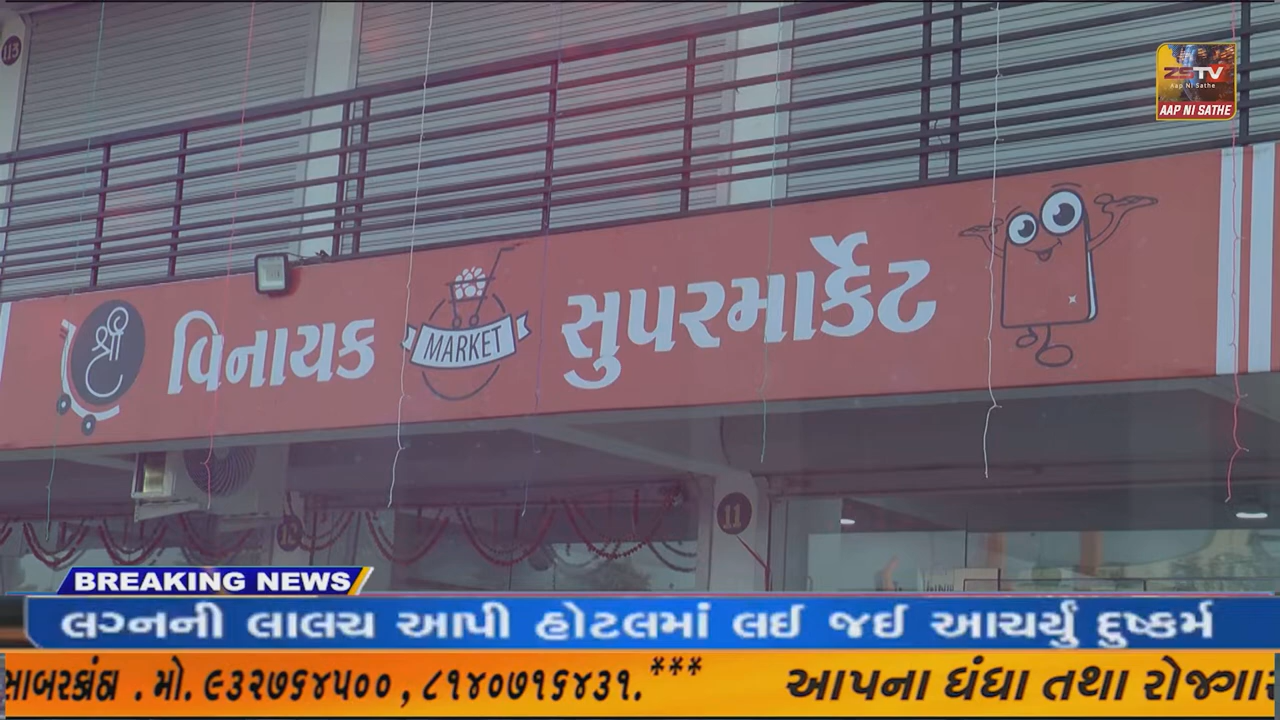 113
ZSTV
Aap Ni Sathe
AAP NI SATHE
શ્રી વિનાયક MARKET સુપરમાર્કેટ
11
BREAKING NEWS
લગ્નની લાલચ આપી હોટલમાં લઈ જઈ આચર્યું દુષ્કર્મ
સાબરકાંઠા . મો. ૯૩૨૭૬૪૫૦૦ , ૮૧૪૦૭૧૬૪૩૧. *** આપના ધંધા તથા રોજગાર